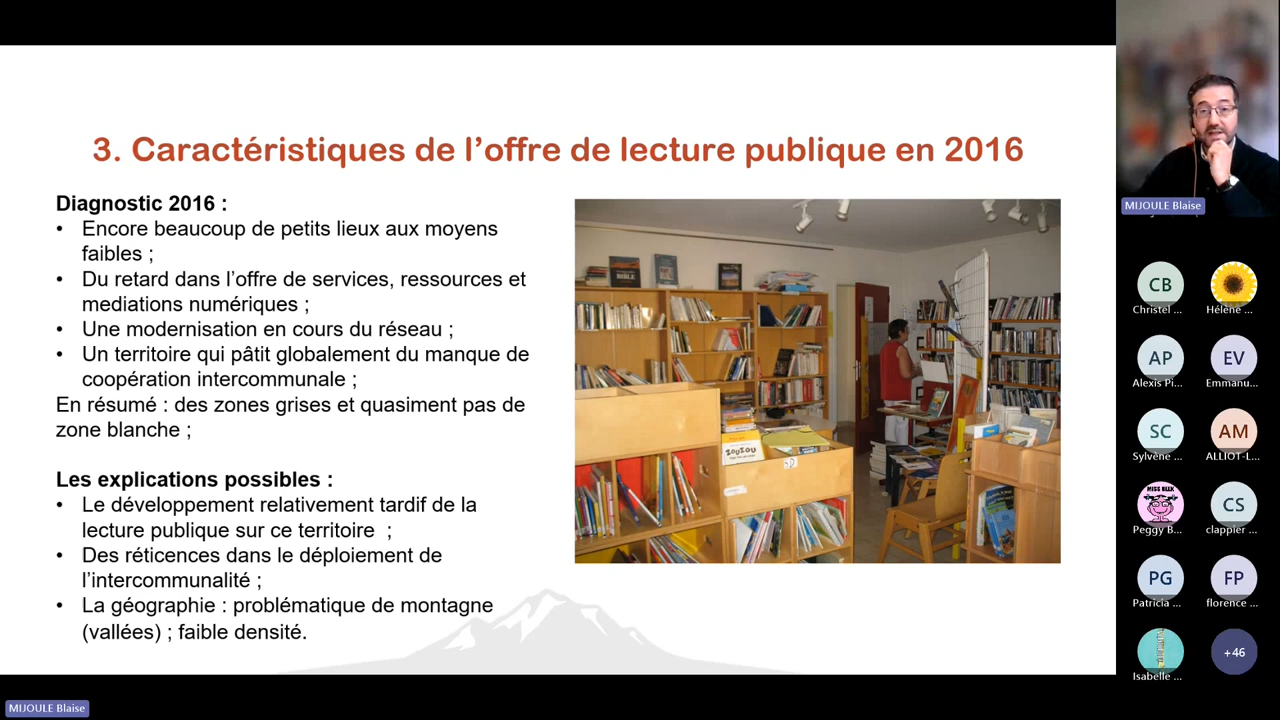 3. Caractéristiques de l'offre de lecture publique en 2016
Diagnostic 2016 :
• Encore beaucoup de petits lieux aux moyens
faibles ;
• Du retard dans l'offre de services, ressources et
mediations numériques ;
• Une modernisation en cours du réseau ;
• Un territoire qui pâtit globalement du manque de
coopération intercommunale ;
En résumé : des zones grises et quasiment pas de
zone blanche ;
Les explications possibles :
• Le développement relativement tardif de la
lecture publique sur ce territoire ;
• Des réticences dans le déploiement de
l'intercommunalité ;
• La géographie : problématique de montagne
(vallées) ; faible densité.
BIBLE
ZOUZOU
MIJOULE Blaise
CB
Christel ...
Hélène ...
AP
Alexis Pi...
EV
Emmanu...
SC
Sylvène ...
AM
ALLIOT-L...
MISS BLEK
Peggy B...
CS
clappier ...
PG
Patricia ...
FP
florence ...
Isabelle ...
+46
MIJOULE Blaise